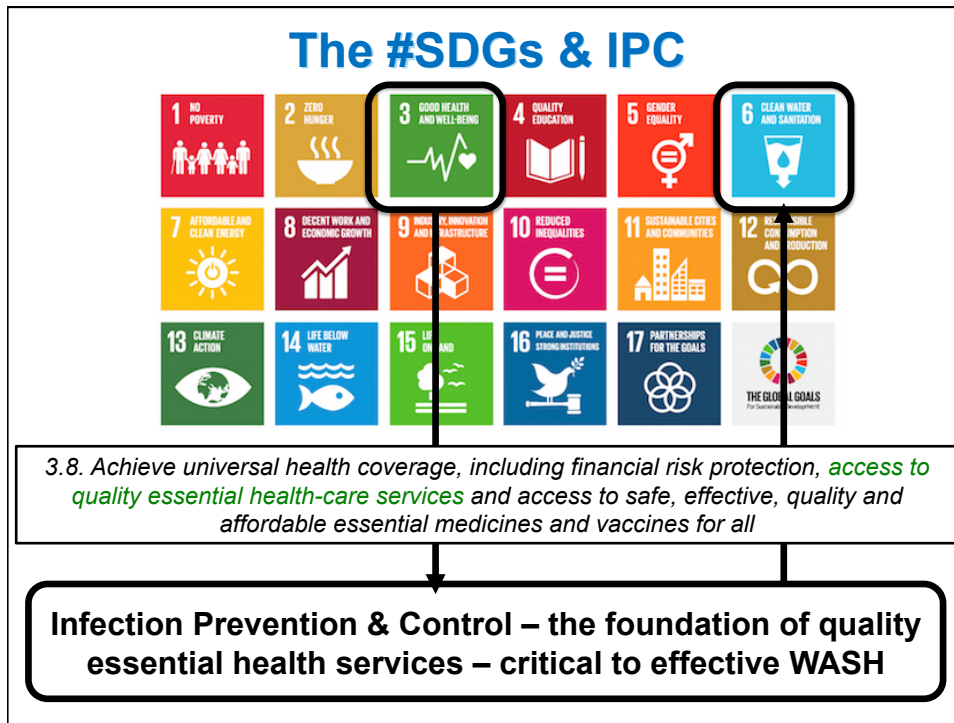 The #SDGs & IPC
1 NO
POVERTY
2 ZERO
HUNGER
3 GOOD HEALTH
AND WELL-BEING
4 QUALITY
EDUCATION
5 GENDER
EQUALITY
6 CLEAN WATER
AND SANITATION
7 AFFORDABLE AND
CLEAN ENERGY
8 DECENT WORK AND
ECONOMIC GROWTH
9 INDUSTRY, INNOVATION
AND INFRASTRUCTURE
10 REDUCED
INEQUALITIES
11 SUSTAINABLE CITIES
AND COMMUNITIES
12 RESPONSIBLE
CONSUMPTION
AND PRODUCTION
13 CLIMATE
ACTION
14 LIFE BELOW
WATER
15 LIFE
ON LAND
16 PEACE AND JUSTICE
STRONG INSTITUTIONS
17 PARTNERSHIPS
FOR THE GOALS
THE GLOBAL GOALS
For Sustainable Development
3.8. Achieve universal health coverage, including financial risk protection, access to
quality essential health-care services and access to safe, effective, quality and
affordable essential medicines and vaccines for all
Infection Prevention & Control – the foundation of quality
essential health services – critical to effective WASH